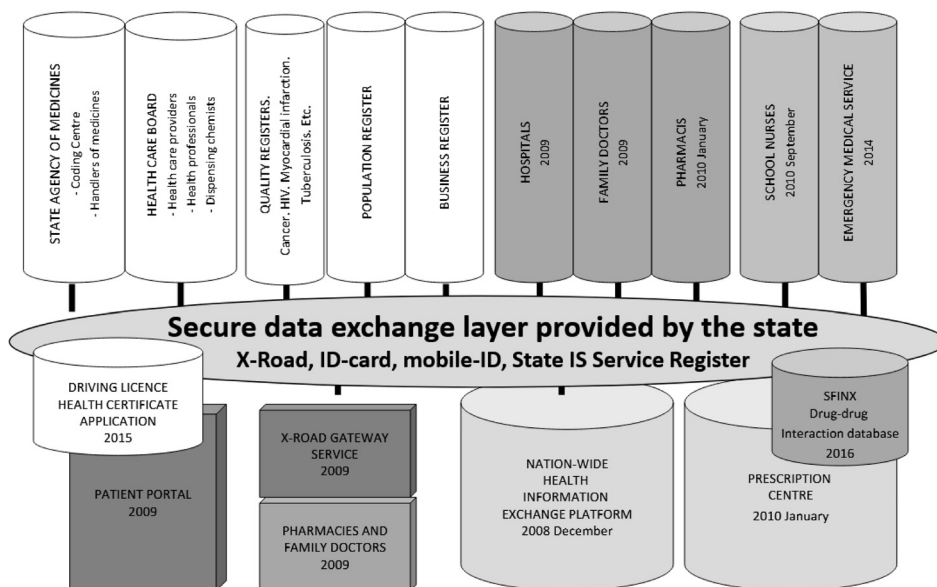 STATE AGENCY OF MEDICINES
- Coding Centre
- Handlers of medicines
HEALTH CARE BOARD
- Health care providers
- Health professionals
- Dispensing chemists
QUALITY REGISTERS.
Cancer. HIV. Myocardial infarction.
Tuberculosis. Etc.
POPULATION REGISTER
BUSINESS REGISTER
HOSPITALS
2009
FAMILY DOCTORS
2009
PHARMACIS
2010 January
SCHOOL NURSES
2010 September
EMERGENCY MEDICAL SERVICE
2014
Secure data exchange layer provided by the state
X-Road, ID-card, mobile-ID, State IS Service Register
DRIVING LICENCE
HEALTH CERTIFICATE
APPLICATION
2015
PATIENT PORTAL
2009
X-ROAD GATEWAY
SERVICE
2009
PHARMACIES AND
FAMILY DOCTORS
2009
NATION-WIDE
HEALTH
INFORMATION
EXCHANGE PLATFORM
2008 December
SFINX
Drug-drug
Interaction database
2016
PRESCRIPTION
CENTRE
2010 January